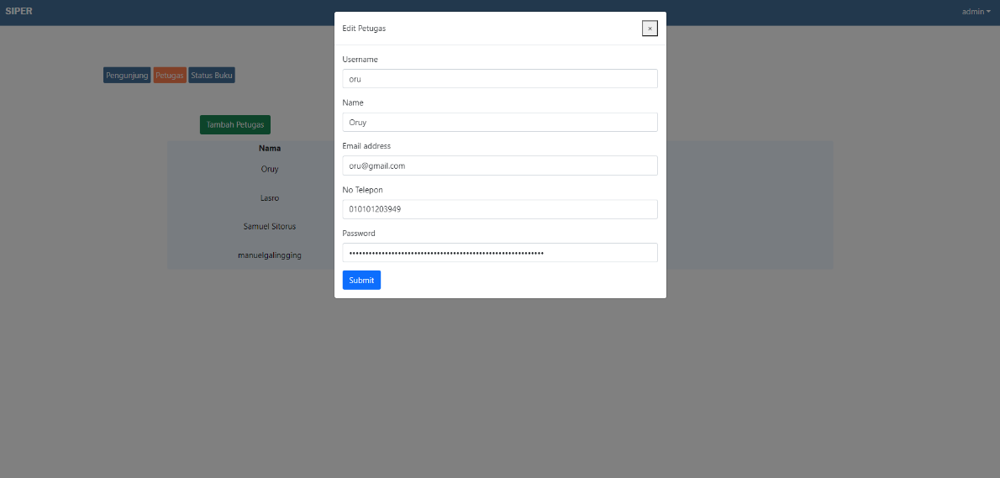 SIPER
admin
Edit Petugas
×
Username
oru
Name
Oruy
Email address
oru@gmail.com
No Telepon
010101203949
Password
••••••••••••••••••••••••••••••••••••••••••••••••••••••••••••
Submit
Pengunjung Petugas Status Buku
Tambah Petugas
Nama
Oruy
Lasro
Samuel Sitorus
manuelgalingging